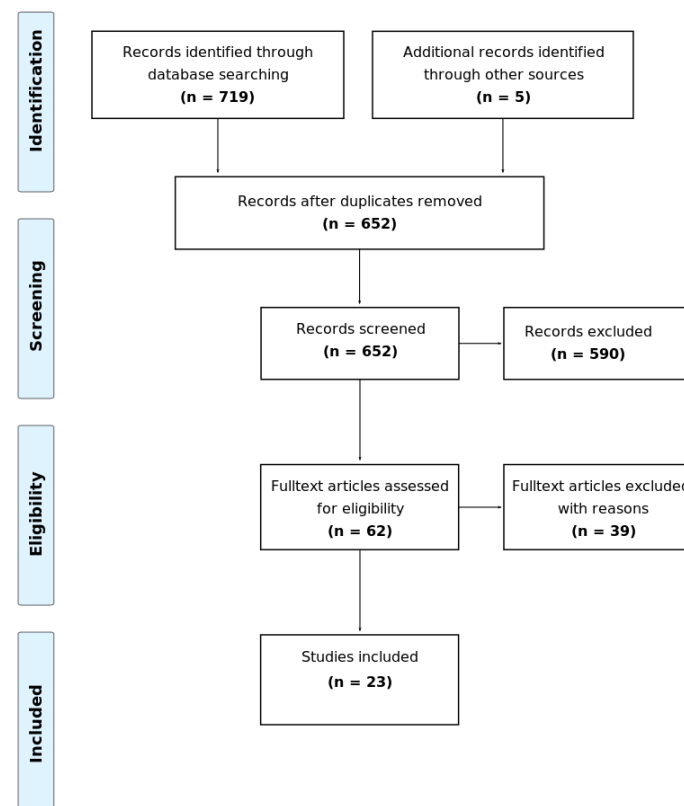 Identification
Records identified through
database searching
(n = 719)
Additional records identified
through other sources
(n = 5)
Records after duplicates removed
(n = 652)
Screening
Records screened
(n = 652)
Records excluded
(n = 590)
Eligibility
Fulltext articles assessed
for eligibility
(n = 62)
Fulltext articles excluded
with reasons
(n = 39)
Included
Studies included
(n = 23)